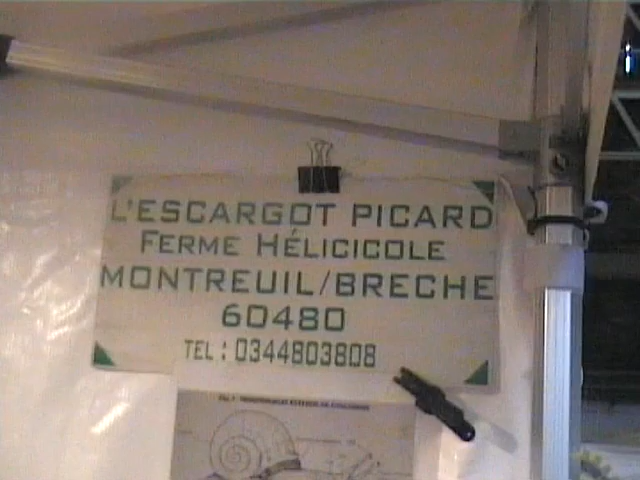 L'ESCARGOT PICARD
FERME HÉLICICOLE
MONTREUIL/BRECHE
60480
TEL : 0344803808